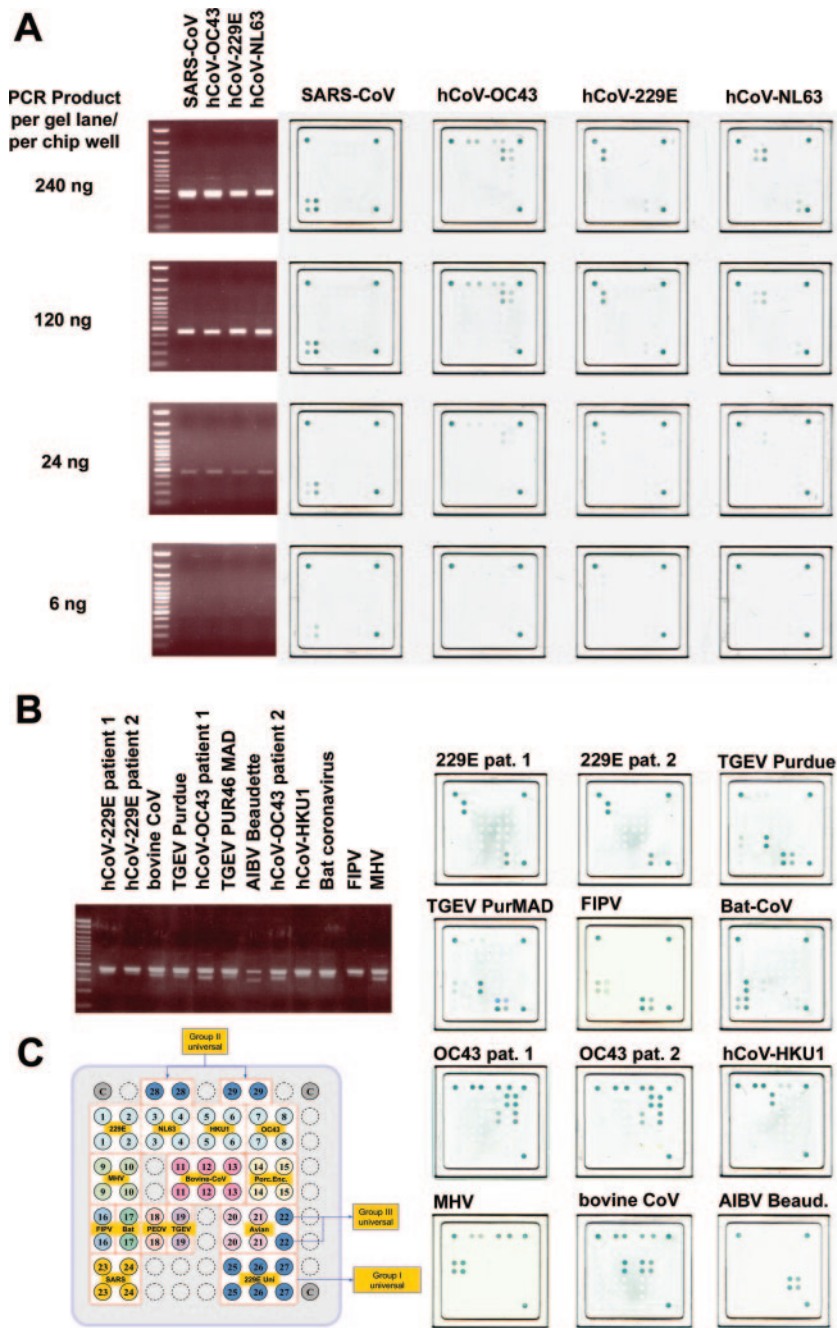 A
SARS-CoV
hCoV-OC43
hCoV-229E
hCoV-NL63
PCR Product
per gel lane/
per chip well
SARS-CoV hCoV-OC43 hCoV-229E hCoV-NL63
240 ng
120 ng
24 ng
6 ng
B
hCoV-229E patient 1
hCoV-229E patient 2
bovine CoV
TGEV Purdue
hCoV-OC43 patient 1
TGEV PUR46 MAD
AIBV Beaudette
hCoV-OC43 patient 2
hCoV-HKU1
Bat coronavirus
FIPV
MHV
229E pat. 1 229E pat. 2 TGEV Purdue
TGEV PurMAD FIPV Bat-CoV
OC43 pat. 1 OC43 pat. 2 hCoV-HKU1
MHV bovine CoV AIBV Beaud.
C
Group II
universal
C 28 28 29 29 C
1 2 3 4 5 6 7 8
229E NL63 HKU1 OC43
1 2 3 4 5 6 7 8
9 10 11 12 13 14 15
MHV Bovine-CoV Porc.Enc.
9 10 11 12 13 14 15
16 17 18 19 20 21 22
FIPV Bat PEDV TGEV Avian
16 17 18 19 20 21 22
Group III
universal
23 24 25 26 27
SARS 229E Uni
23 24 25 26 27 C
Group I
universal